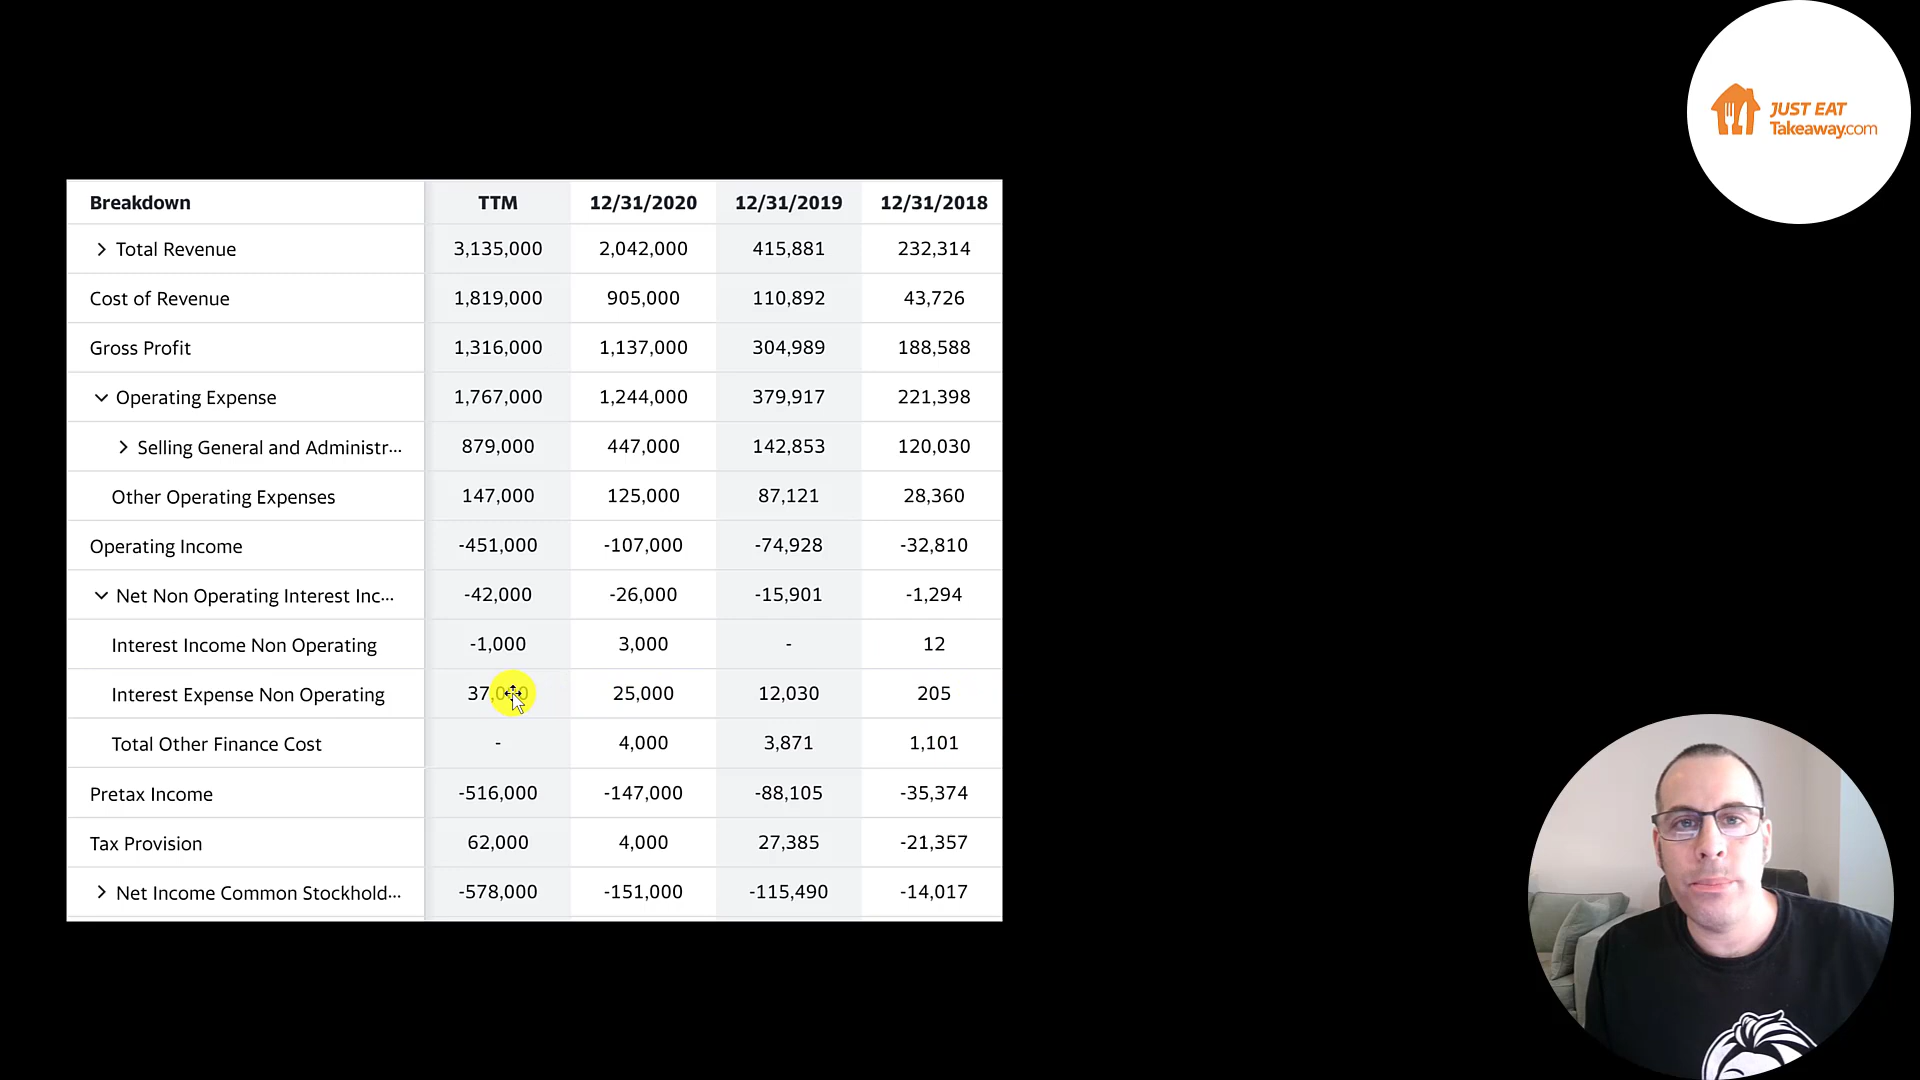 JUST EAT
Takeaway.com
Breakdown TTM 12/31/2020 12/31/2019 12/31/2018
Total Revenue 3,135,000 2,042,000 415,881 232,314
Cost of Revenue 1,819,000 905,000 110,892 43,726
Gross Profit 1,316,000 1,137,000 304,989 188,588
Operating Expense 1,767,000 1,244,000 379,917 221,398
Selling General and Administr... 879,000 447,000 142,853 120,030
Other Operating Expenses 147,000 125,000 87,121 28,360
Operating Income -451,000 -107,000 -74,928 -32,810
Net Non Operating Interest Inc... -42,000 -26,000 -15,901 -1,294
Interest Income Non Operating -1,000 3,000 - 12
Interest Expense Non Operating 37,000 25,000 12,030 205
Total Other Finance Cost - 4,000 3,871 1,101
Pretax Income -516,000 -147,000 -88,105 -35,374
Tax Provision 62,000 4,000 27,385 -21,357
Net Income Common Stockhold... -578,000 -151,000 -115,490 -14,017